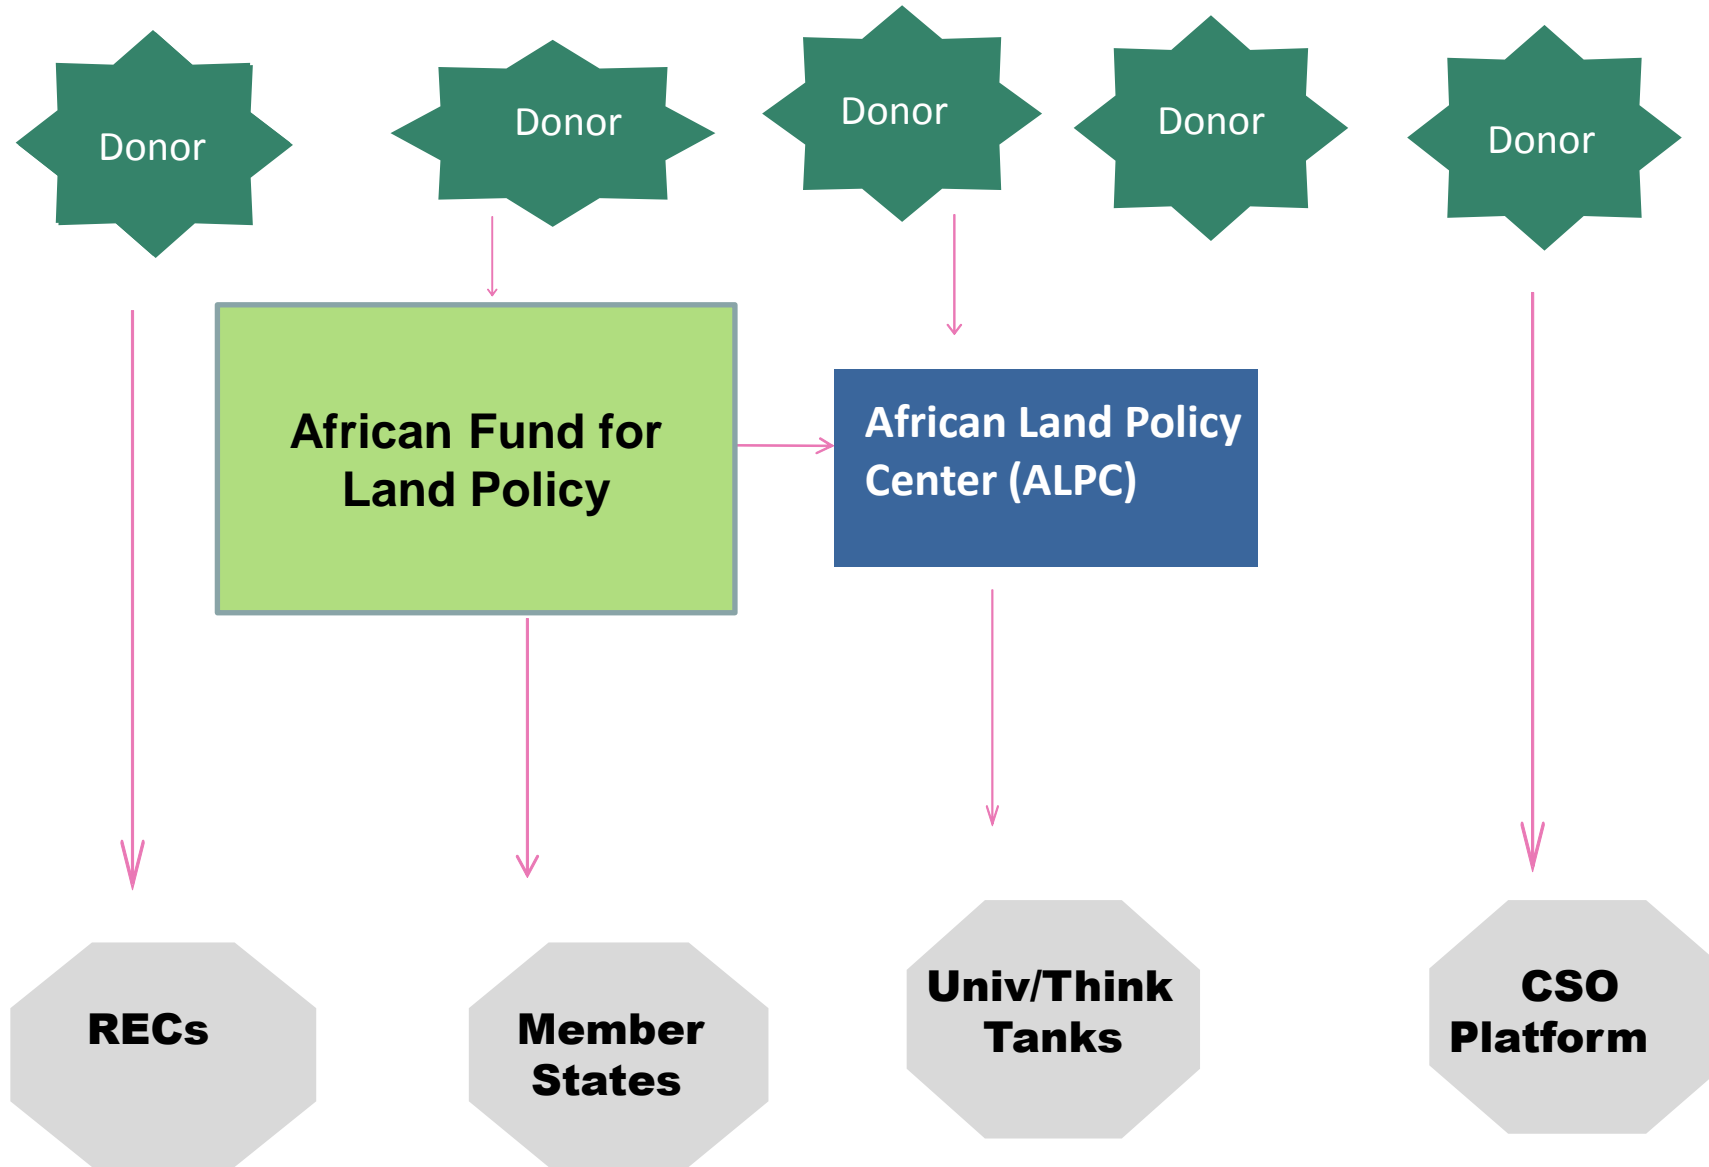 Donor
Donor
Donor
Donor
Donor
African Fund for
Land Policy
African Land Policy
Center (ALPC)
RECs
Member
States
Univ/Think
Tanks
CSO
Platform